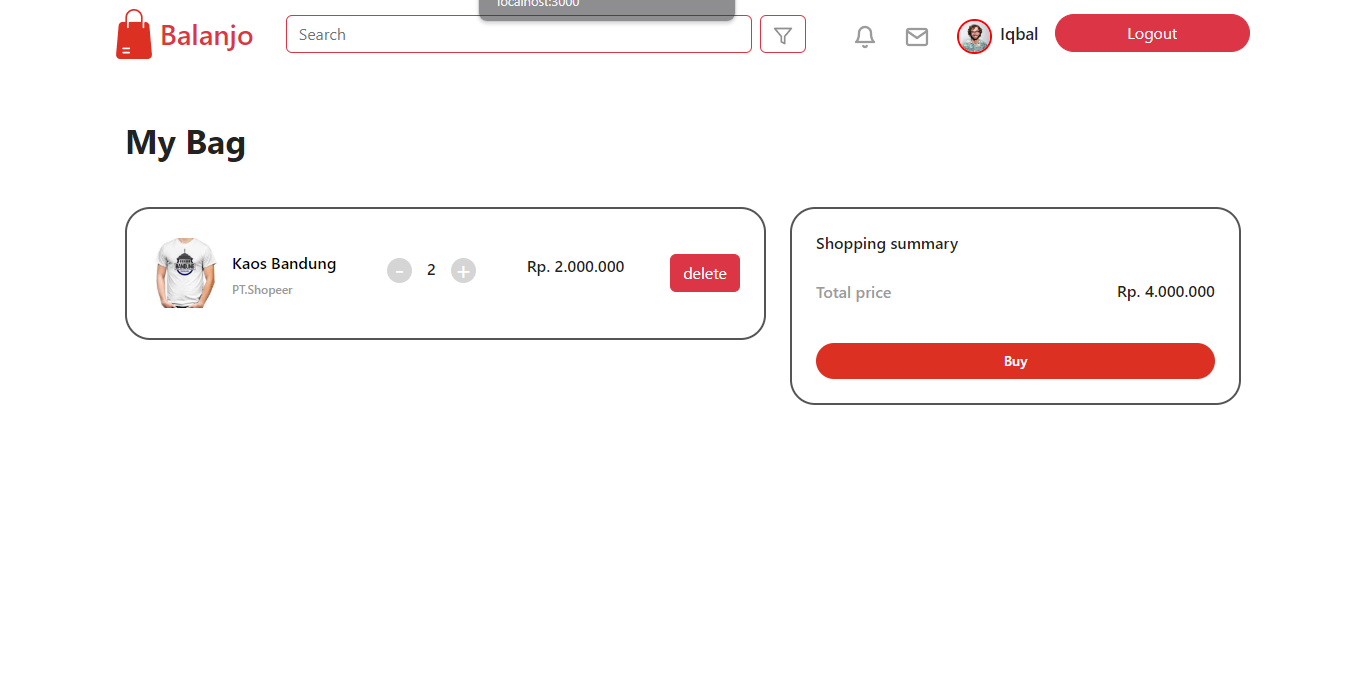 localhost:3000
Balanjo
Search
Iqbal
Logout
My Bag
Kaos Bandung
PT.Shopeer
-
2
+
Rp. 2.000.000
delete
Shopping summary
Total price
Rp. 4.000.000
Buy
BANDUNG